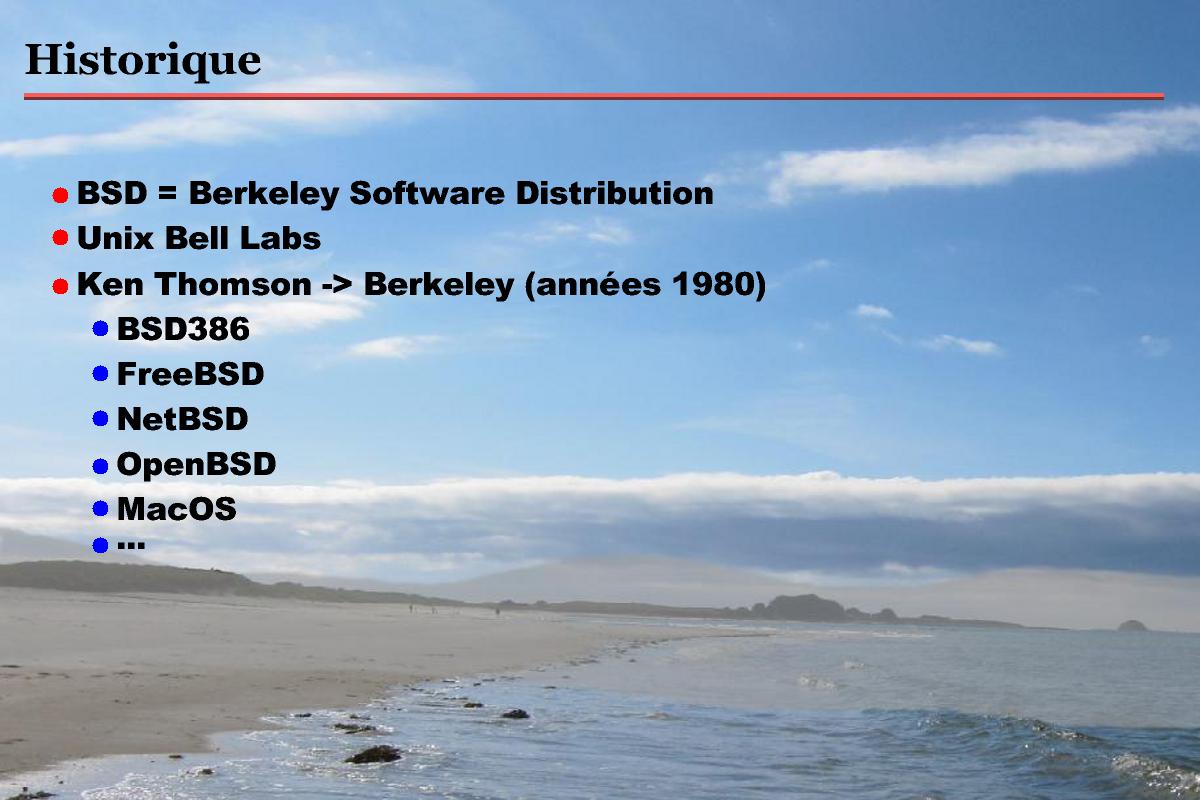 Historique
BSD = Berkeley Software Distribution
Unix Bell Labs
Ken Thomson -> Berkeley (années 1980)
BSD386
FreeBSD
NetBSD
OpenBSD
MacOS
...